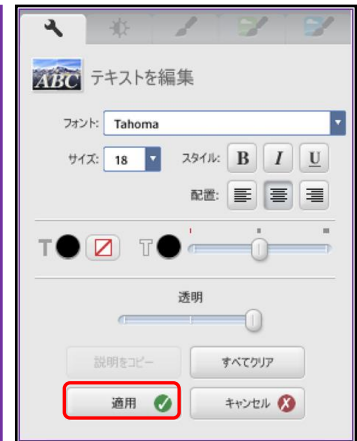 ABC テキストを編集
フォント: Tahoma
サイズ: 18 スタイル: B I U
配置:
T T
透明
説明をコピー すべてクリア
適用 キャンセル